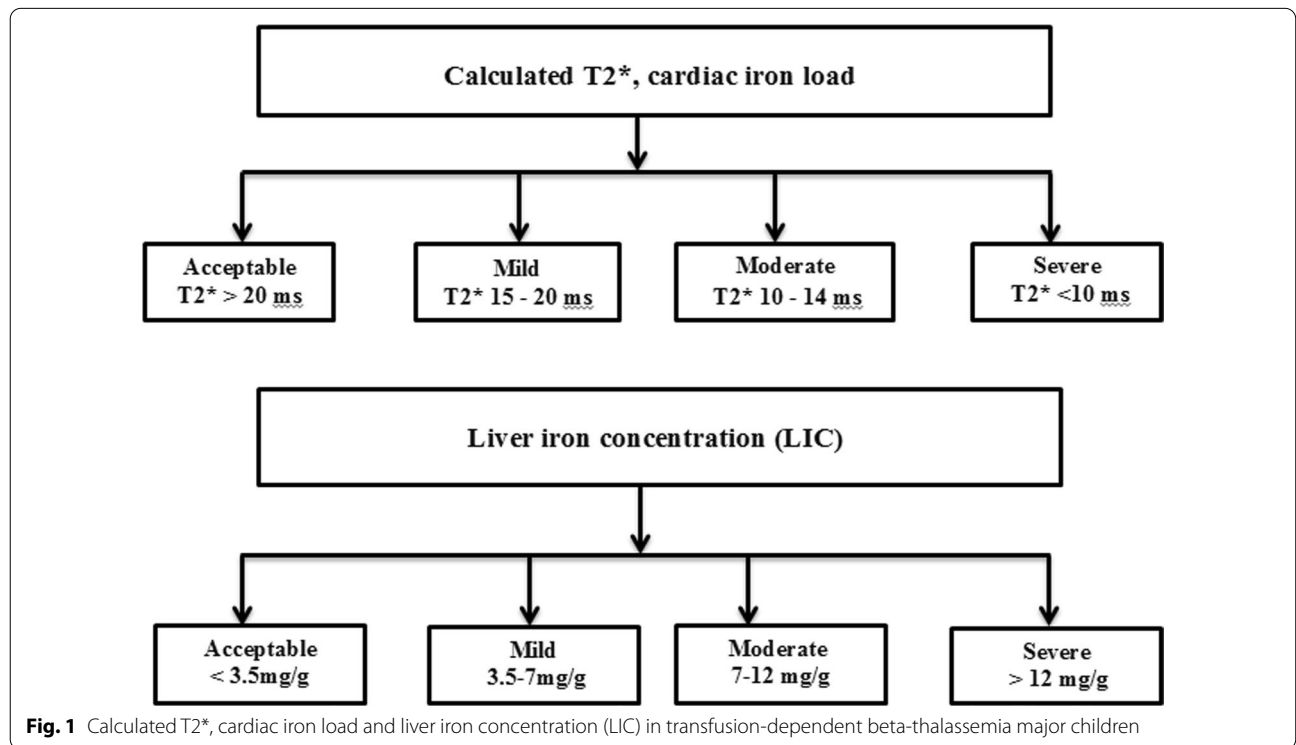 Calculated T2*, cardiac iron load
Acceptable
T2* > 20 ms
Mild
T2* 15 - 20 ms
Moderate
T2* 10 - 14 ms
Severe
T2* <10 ms
Liver iron concentration (LIC)
Acceptable
< 3.5mg/g
Mild
3.5-7mg/g
Moderate
7-12 mg/g
Severe
> 12 mg/g
Fig. 1 Calculated T2*, cardiac iron load and liver iron concentration (LIC) in transfusion-dependent beta-thalassemia major children